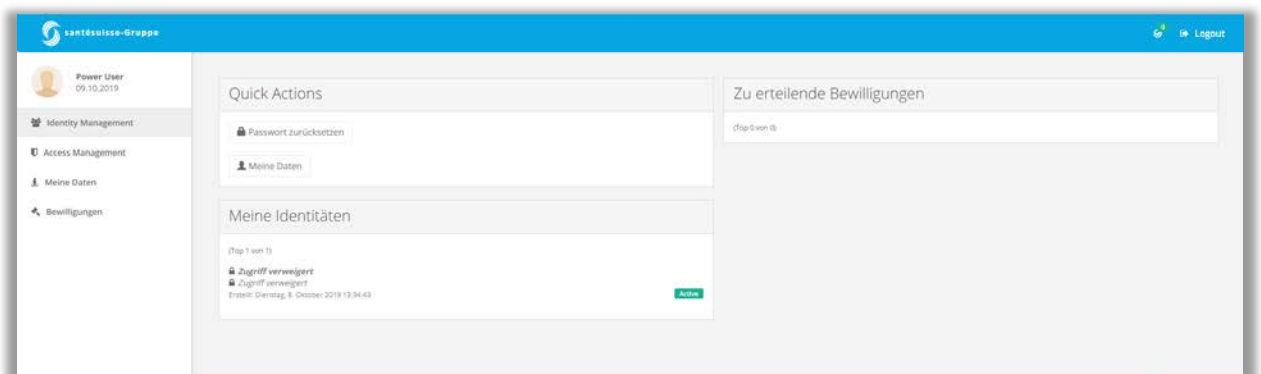 santésuisse-Gruppe
Logout
Power User
09.10.2019
Identity Management
Access Management
Meine Daten
Bewilligungen
Quick Actions
Passwort zurücksetzen
Meine Daten
Meine Identitäten
(Top 1 von 1)
Zugriff verweigert
Zugriff verweigert
Erstellt: Dienstag, 8. Oktober 2019 13:34:43
Active
Zu erteilende Bewilligungen
(Top 0 von 0)